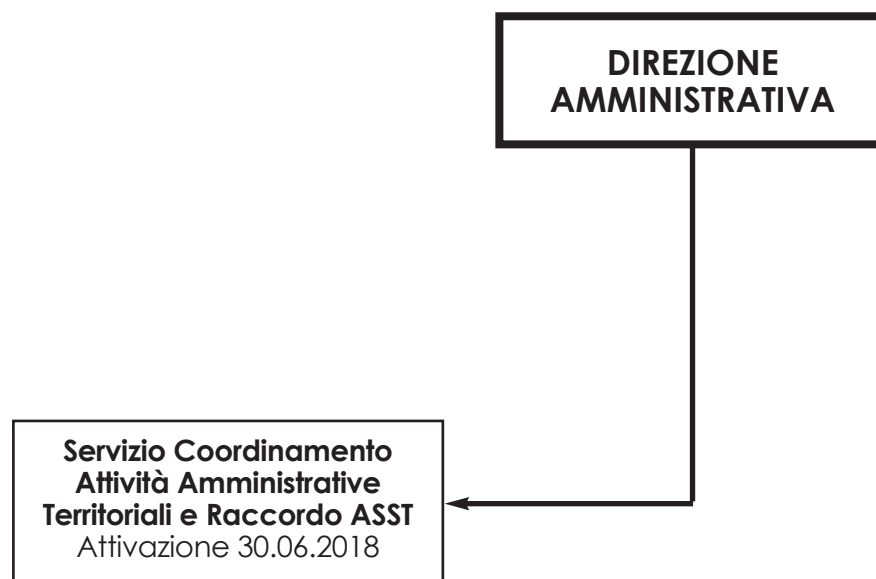 DIREZIONE
AMMINISTRATIVA
Servizio Coordinamento
Attività Amministrative
Territoriali e Raccordo ASST
Attivazione 30.06.2018